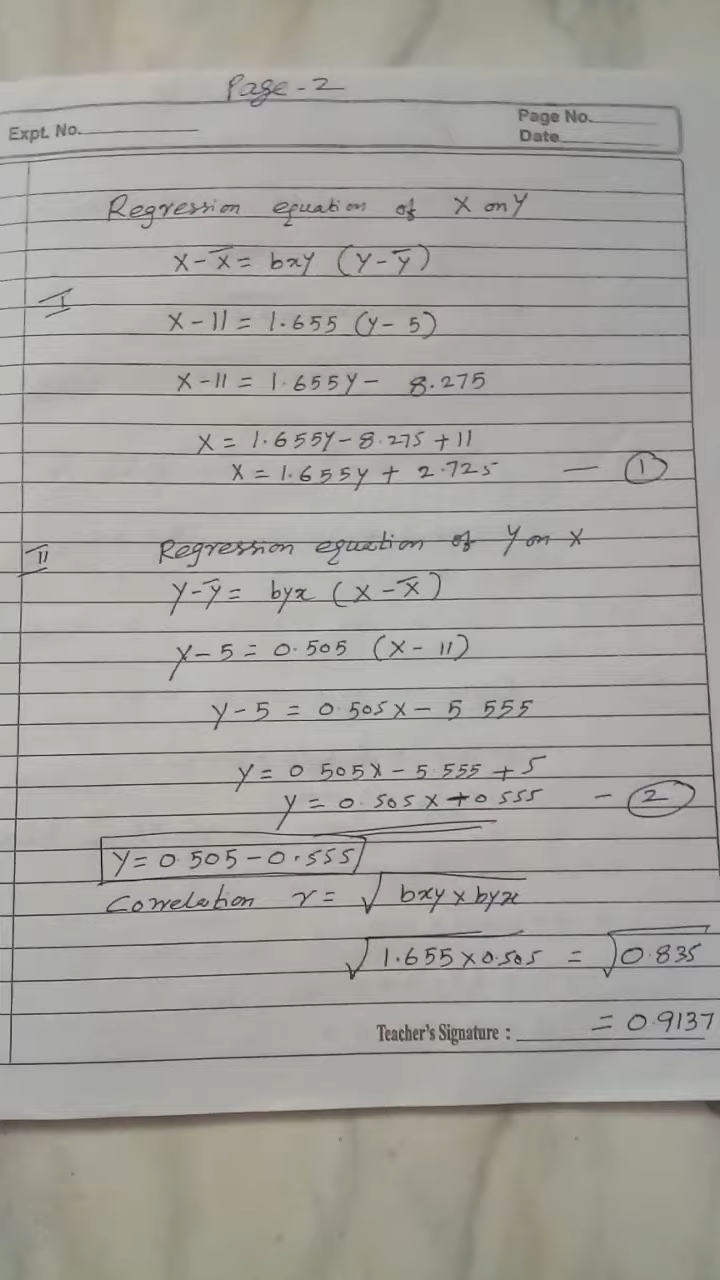 Page-2
Expt. No.
Page No.
Date
Regression equation of X on Y
X-X̅ = bxy (Y-Y̅)
I
X-11 = 1.655 (Y-5)
X-11 = 1.655Y - 8.275
X = 1.655Y - 8.275 + 11
X = 1.655Y + 2.725 — ①
II Regression equation of Y on X
Y-Y̅ = byx (X-X̅)
Y-5 = 0.505 (X-11)
Y-5 = 0.505X - 5 555
Y = 0 505X - 5.555 + 5
Y = 0.505X + 0 555 - ②
Y = 0 505 - 0.555
Correlation r = √bxy x byx
√1.655 x 0.505 = √0.835
Teacher's Signature : = 0.9137